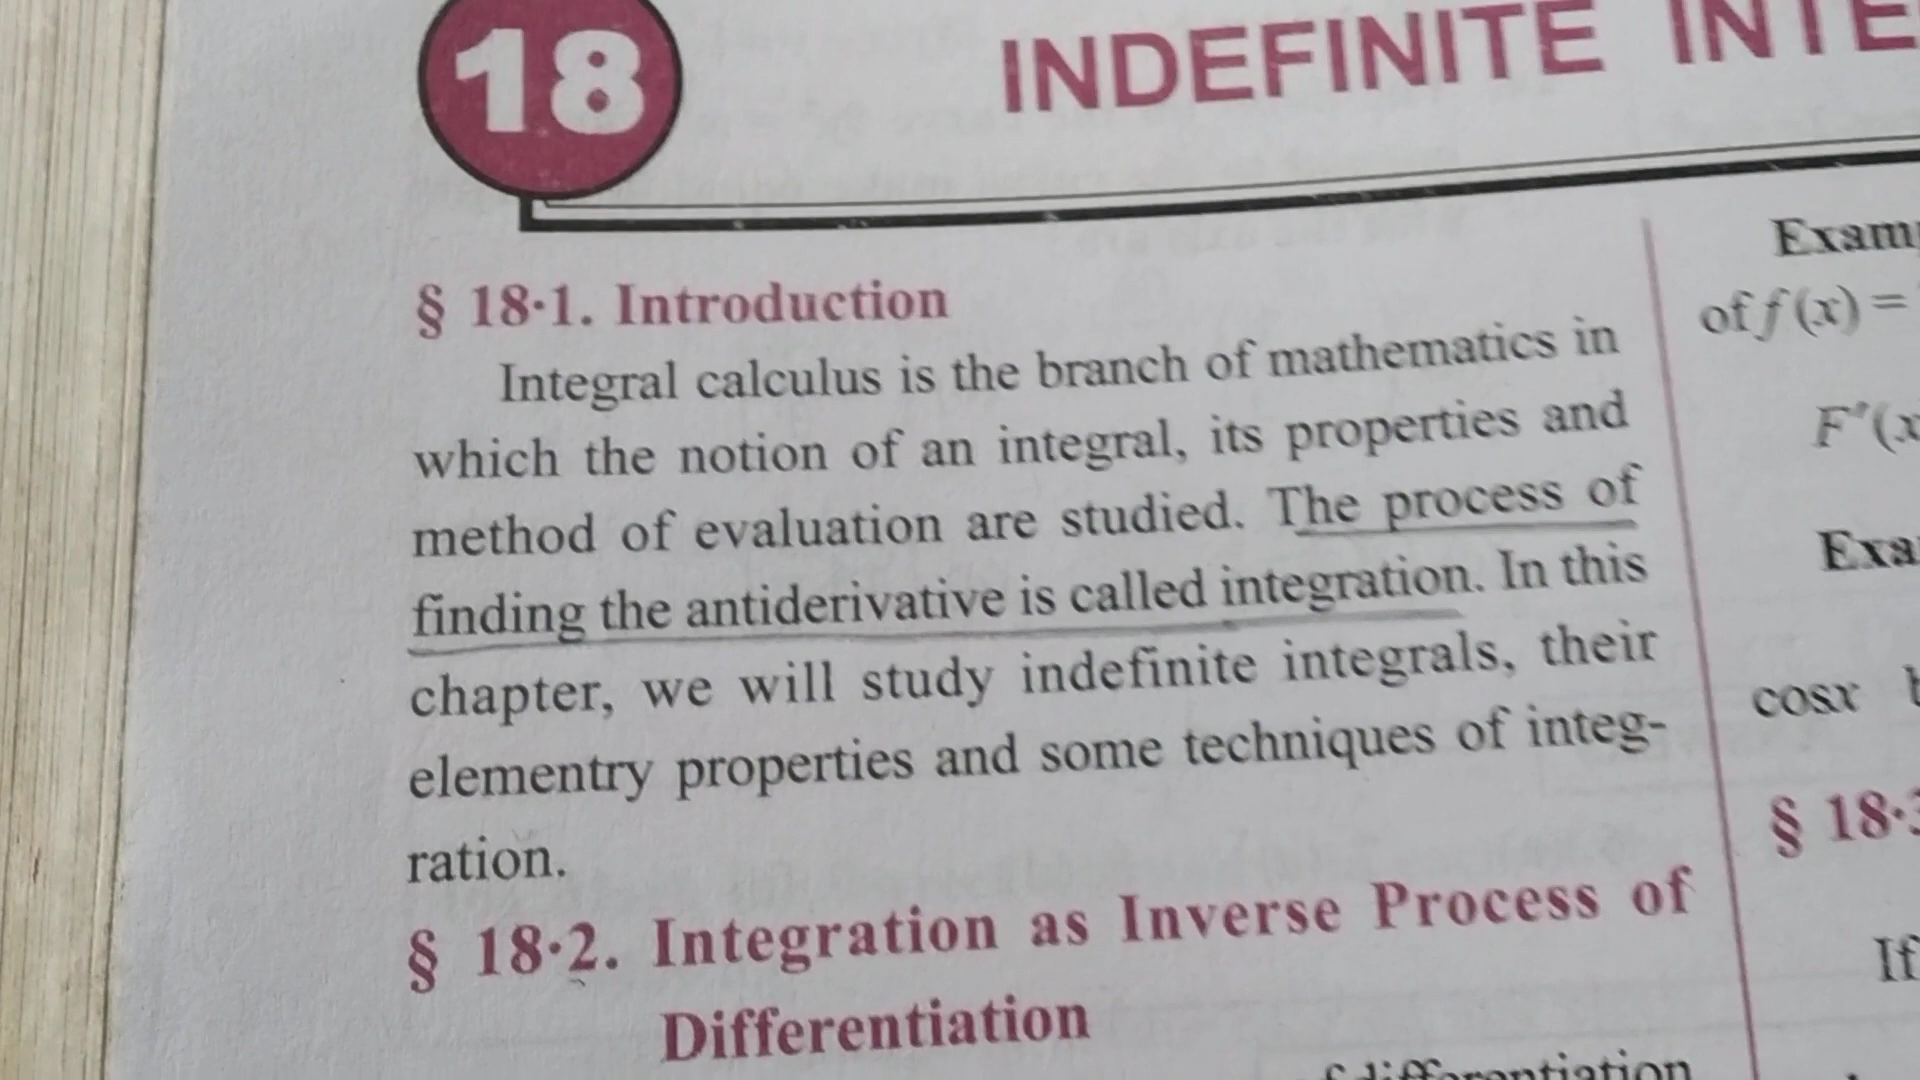 18
INDEFINITE
§ 18·1. Introduction
Integral calculus is the branch of mathematics in
which the notion of an integral, its properties and
method of evaluation are studied. The process of
finding the antiderivative is called integration. In this
chapter, we will study indefinite integrals, their
elementry properties and some techniques of integ-
ration.
§ 18·2. Integration as Inverse Process of
Differentiation
differentiation
of f (x) =
cosx
§ 18·
If